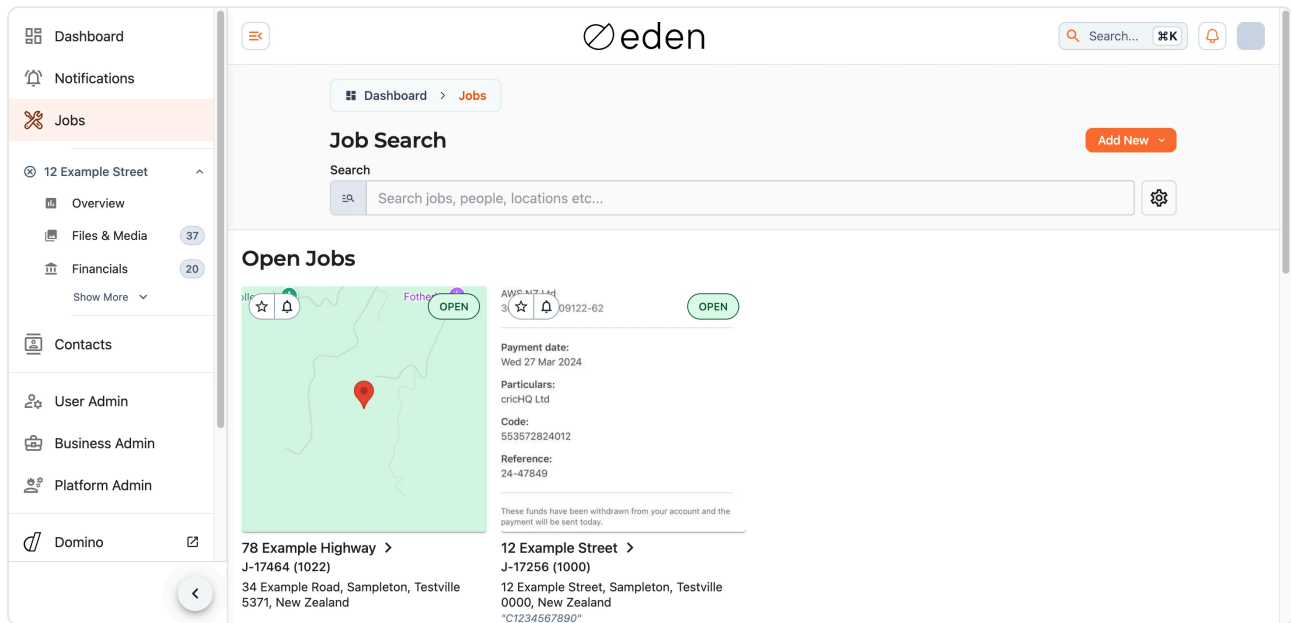 Dashboard
Notifications
Jobs
12 Example Street
Overview
Files & Media 37
Financials 20
Show More
Contacts
User Admin
Business Admin
Platform Admin
Domino
eden
Search... ⌘K
Dashboard > Jobs
Job Search
Add New
Search
Search jobs, people, locations etc...
Open Jobs
OPEN
78 Example Highway >
J-17464 (1022)
34 Example Road, Sampleton, Testville
5371, New Zealand
AWS NZ Ltd
09122-62
OPEN
Payment date:
Wed 27 Mar 2024
Particulars:
cricHQ Ltd
Code:
553572824012
Reference:
24-47849
These funds have been withdrawn from your account and the
payment will be sent today.
12 Example Street >
J-17256 (1000)
12 Example Street, Sampleton, Testville
0000, New Zealand
"C1234567890"